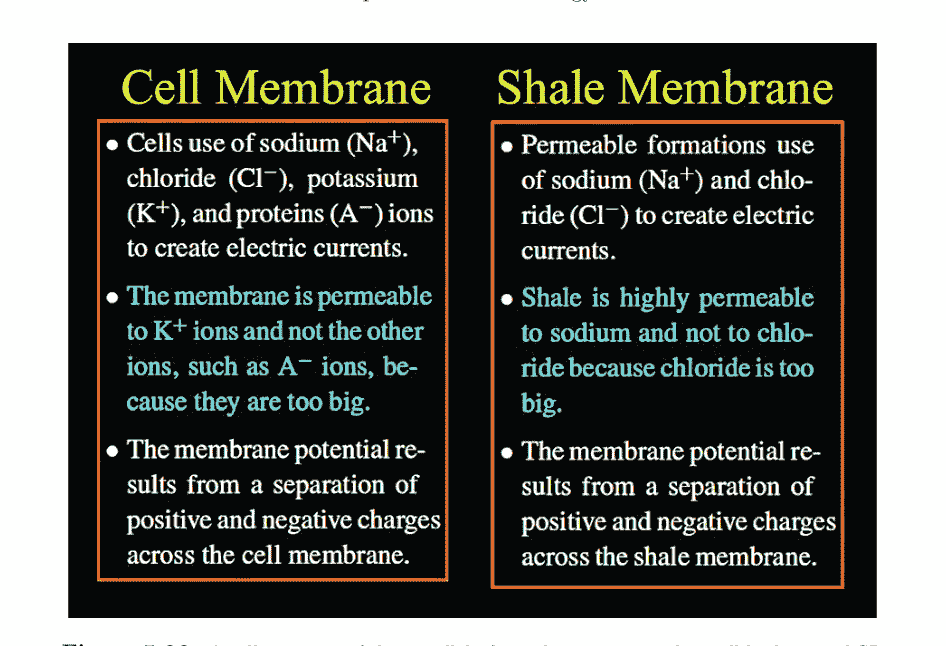 Cell Membrane
• Cells use of sodium (Na⁺),
chloride (Cl⁻), potassium
(K⁺), and proteins (A⁻) ions
to create electric currents.
• The membrane is permeable
to K⁺ ions and not the other
ions, such as A⁻ ions, be-
cause they are too big.
• The membrane potential re-
sults from a separation of
positive and negative charges
across the cell membrane.
Shale Membrane
• Permeable formations use
of sodium (Na⁺) and chlo-
ride (Cl⁻) to create electric
currents.
• Shale is highly permeable
to sodium and not to chlo-
ride because chloride is too
big.
• The membrane potential re-
sults from a separation of
positive and negative charges
across the shale membrane.